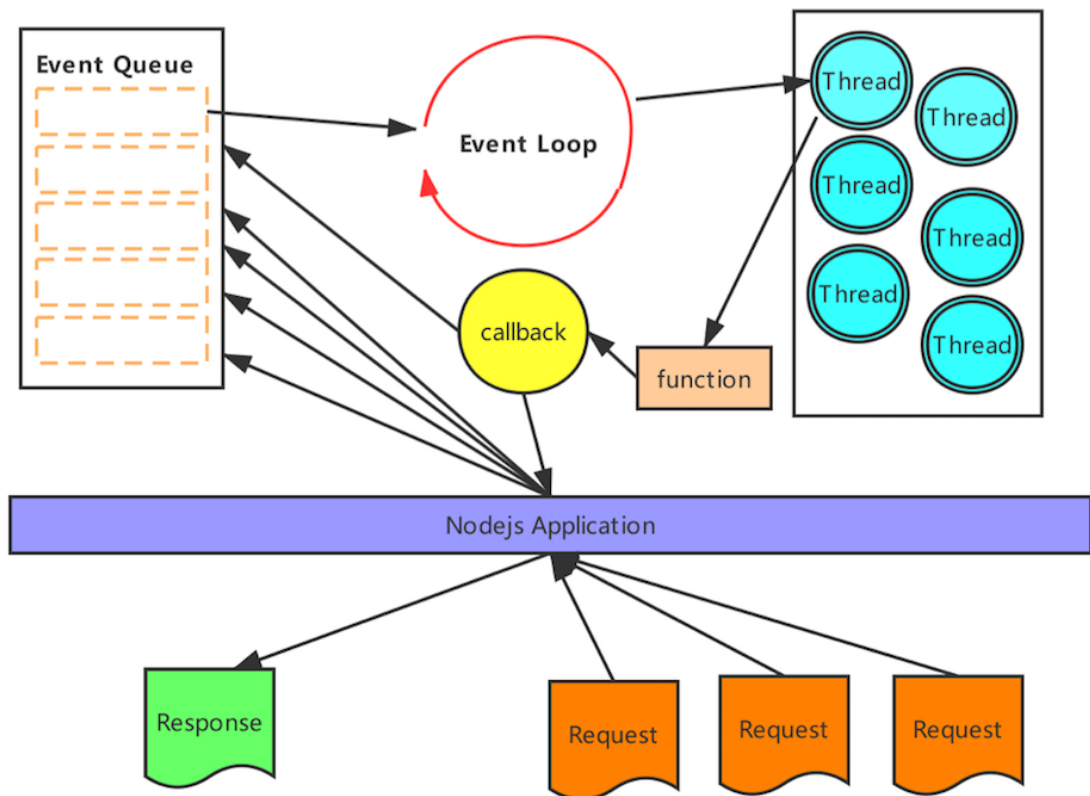 Event Queue
Event Loop
Thread
Thread
Thread
Thread
Thread
Thread
callback
function
Nodejs Application
Response
Request
Request
Request